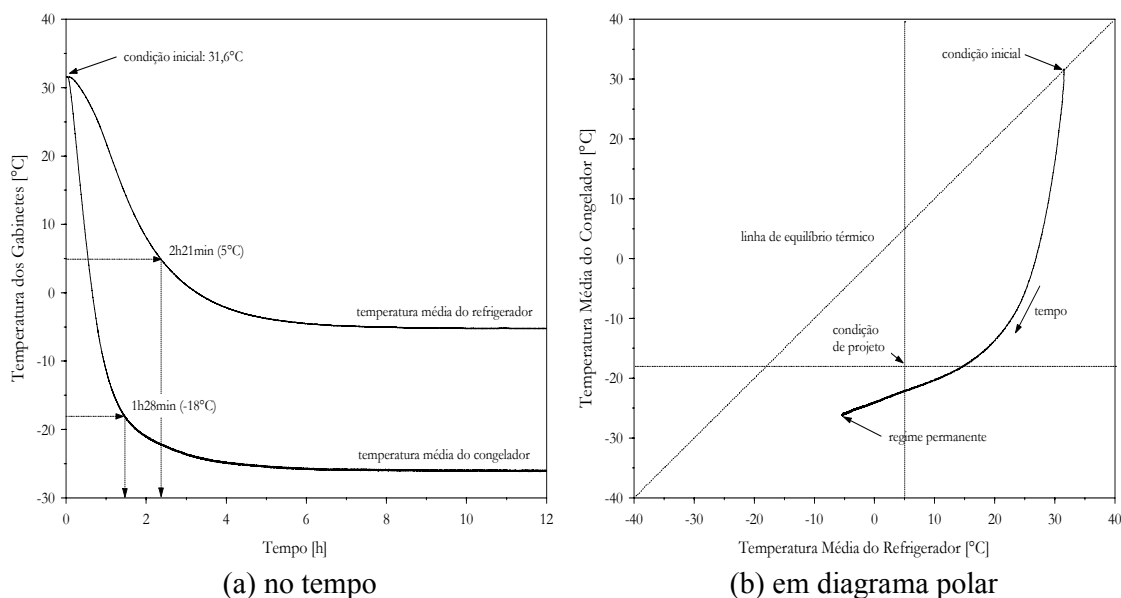 40
30
20
10
0
-10
-20
-30
Temperatura dos Gabinetes [°C]
condição inicial: 31,6°C
2h21min (5°C)
temperatura média do refrigerador
1h28min (-18°C)
temperatura média do congelador
0
2
4
6
8
10
12
Tempo [h]
(a) no tempo
40
30
20
10
0
-10
-20
-30
-40
Temperatura Média do Congelador [°C]
condição inicial
linha de equilíbrio térmico
tempo
condição
de projeto
regime permanente
-40
-30
-20
-10
0
10
20
30
40
Temperatura Média do Refrigerador [°C]
(b) em diagrama polar